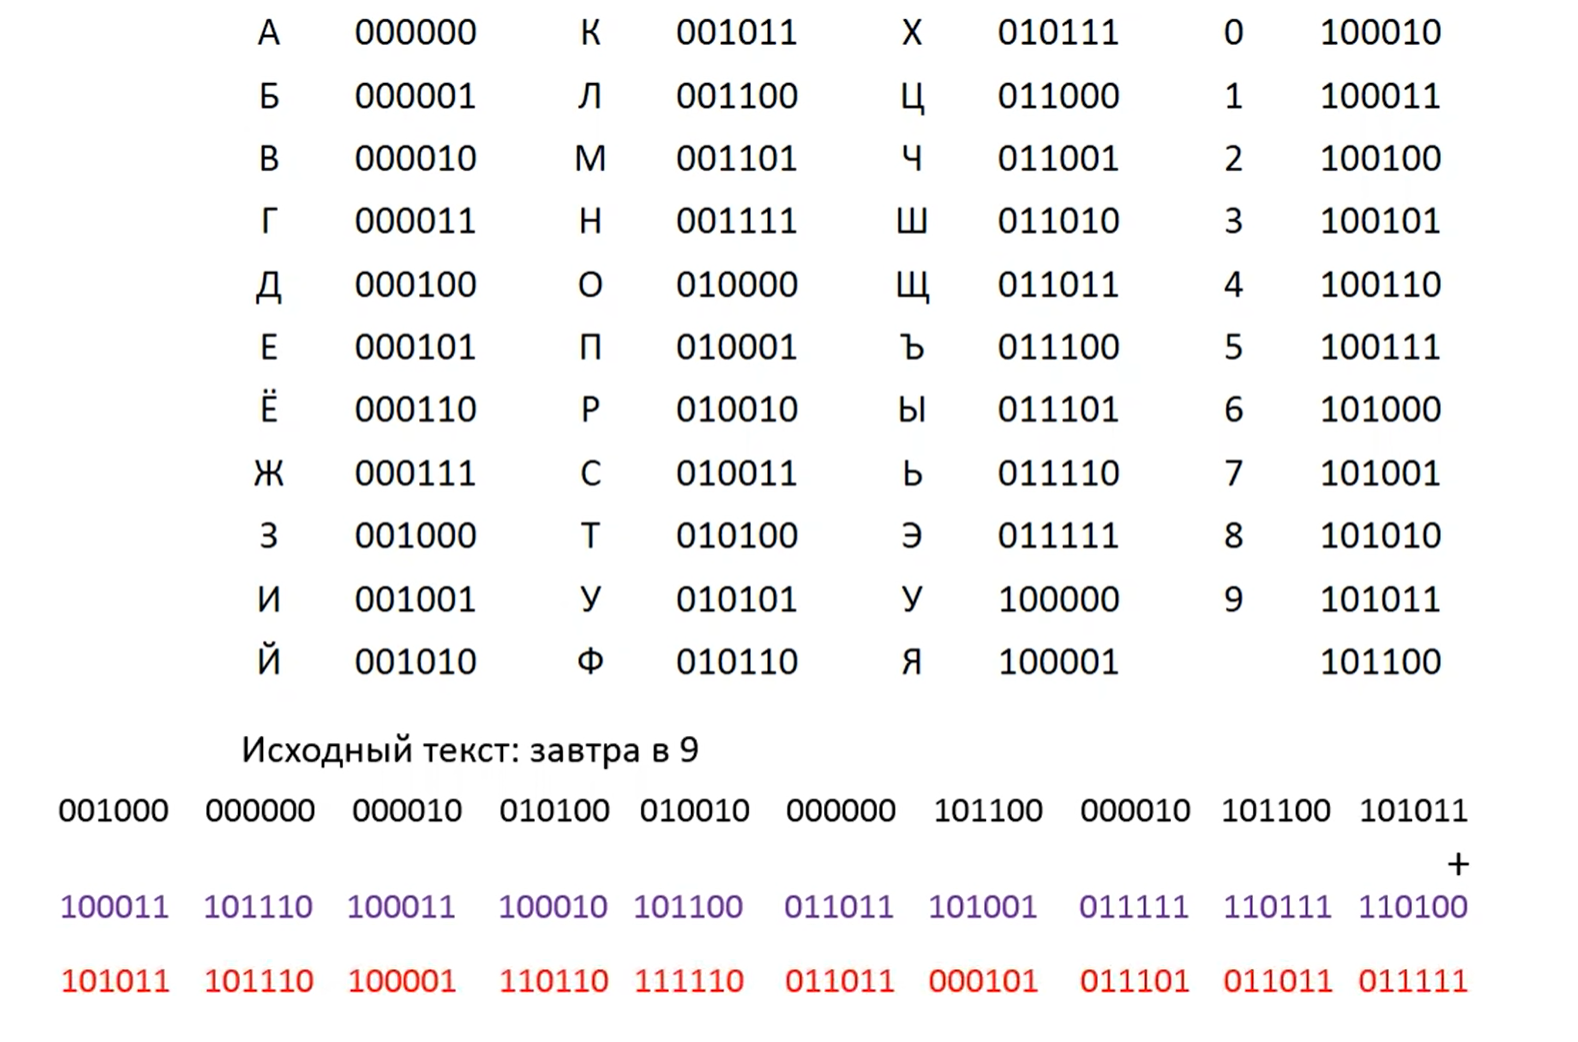 А 000000 К 001011 Х 010111 0 100010
Б 000001 Л 001100 Ц 011000 1 100011
В 000010 М 001101 Ч 011001 2 100100
Г 000011 Н 001111 Ш 011010 3 100101
Д 000100 О 010000 Щ 011011 4 100110
Е 000101 П 010001 Ъ 011100 5 100111
Ё 000110 Р 010010 Ы 011101 6 101000
Ж 000111 С 010011 Ь 011110 7 101001
З 001000 Т 010100 Э 011111 8 101010
И 001001 У 010101 У 100000 9 101011
Й 001010 Ф 010110 Я 100001 101100
Исходный текст: завтра в 9
001000 000000 000010 010100 010010 000000 101100 000010 101100 101011
+
100011 101110 100011 100010 101100 011011 101001 011111 110111 110100
101011 101110 100001 110110 111110 011011 000101 011101 011011 011111